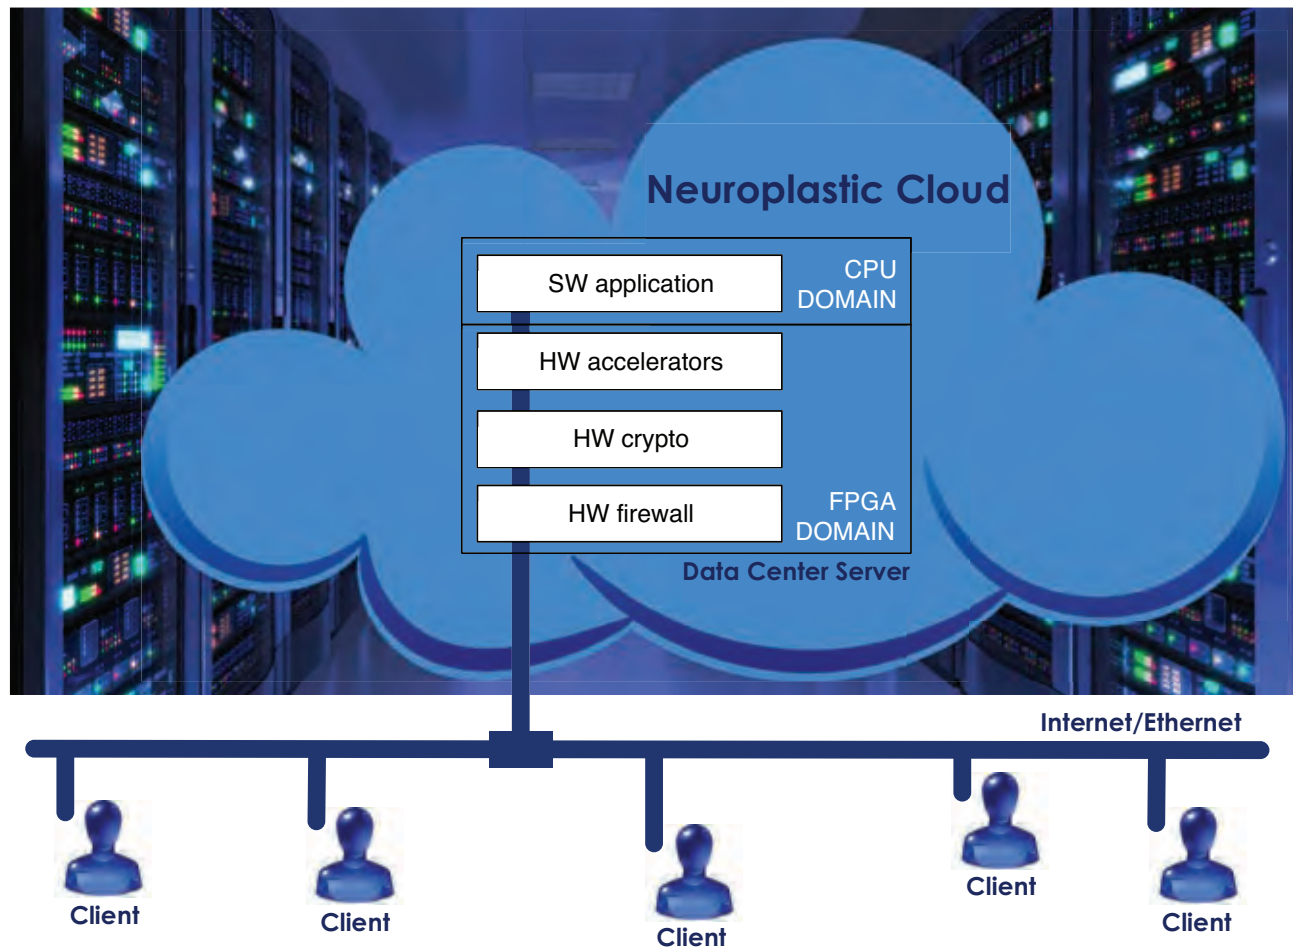 Neuroplastic Cloud
SW application
CPU
DOMAIN
HW accelerators
HW crypto
HW firewall
FPGA
DOMAIN
Data Center Server
Internet/Ethernet
Client
Client
Client
Client
Client